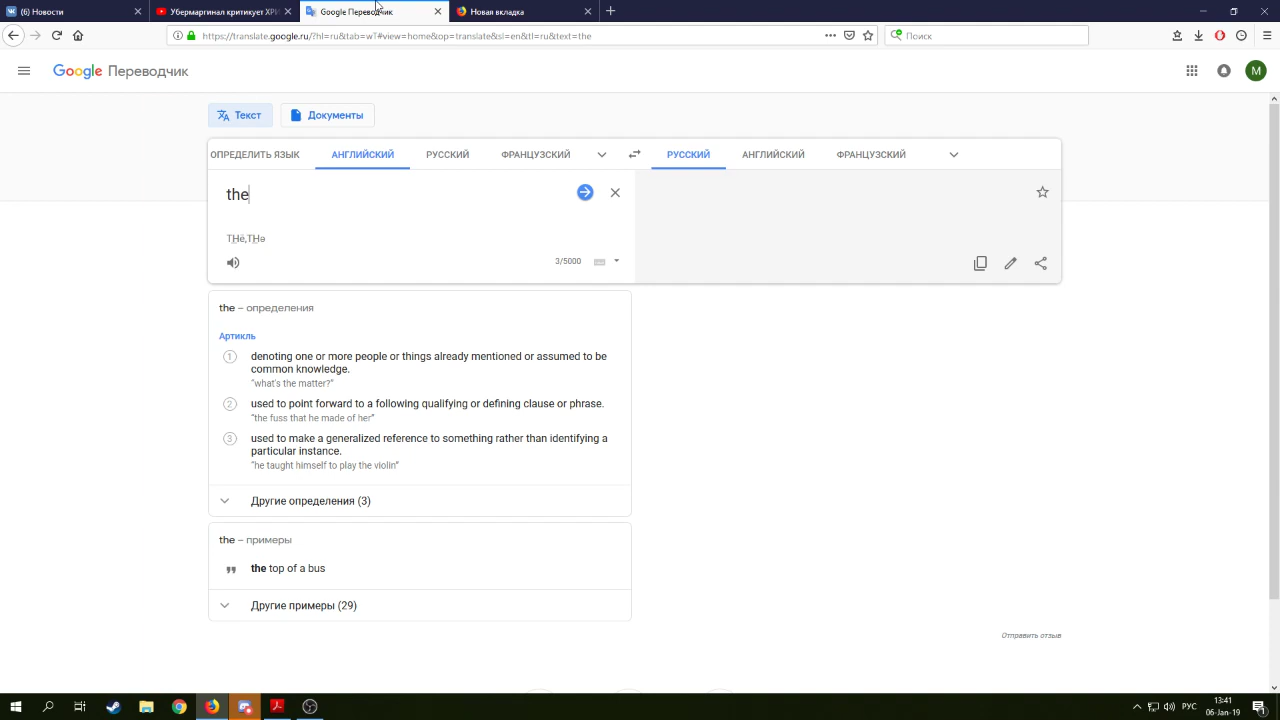 (6) Новости
Убермаргинал критикует ХРИ
Google Переводчик
Новая вкладка
https://translate.google.ru/?hl=ru&tab=wT#view=home&op=translate&sl=en&tl=ru&text=the
Поиск
Google Переводчик
M
Текст
Документы
ОПРЕДЕЛИТЬ ЯЗЫК АНГЛИЙСКИЙ РУССКИЙ ФРАНЦУЗСКИЙ
РУССКИЙ АНГЛИЙСКИЙ ФРАНЦУЗСКИЙ
the
T͟Hē,T͟Hə
3/5000
the – определения
Артикль
1 denoting one or more people or things already mentioned or assumed to be
common knowledge.
"what's the matter?"
2 used to point forward to a following qualifying or defining clause or phrase.
"the fuss that he made of her"
3 used to make a generalized reference to something rather than identifying a
particular instance.
"he taught himself to play the violin"
Другие определения (3)
the – примеры
the top of a bus
Другие примеры (29)
Отправить отзыв
РУС
13:41
06-Jan-19